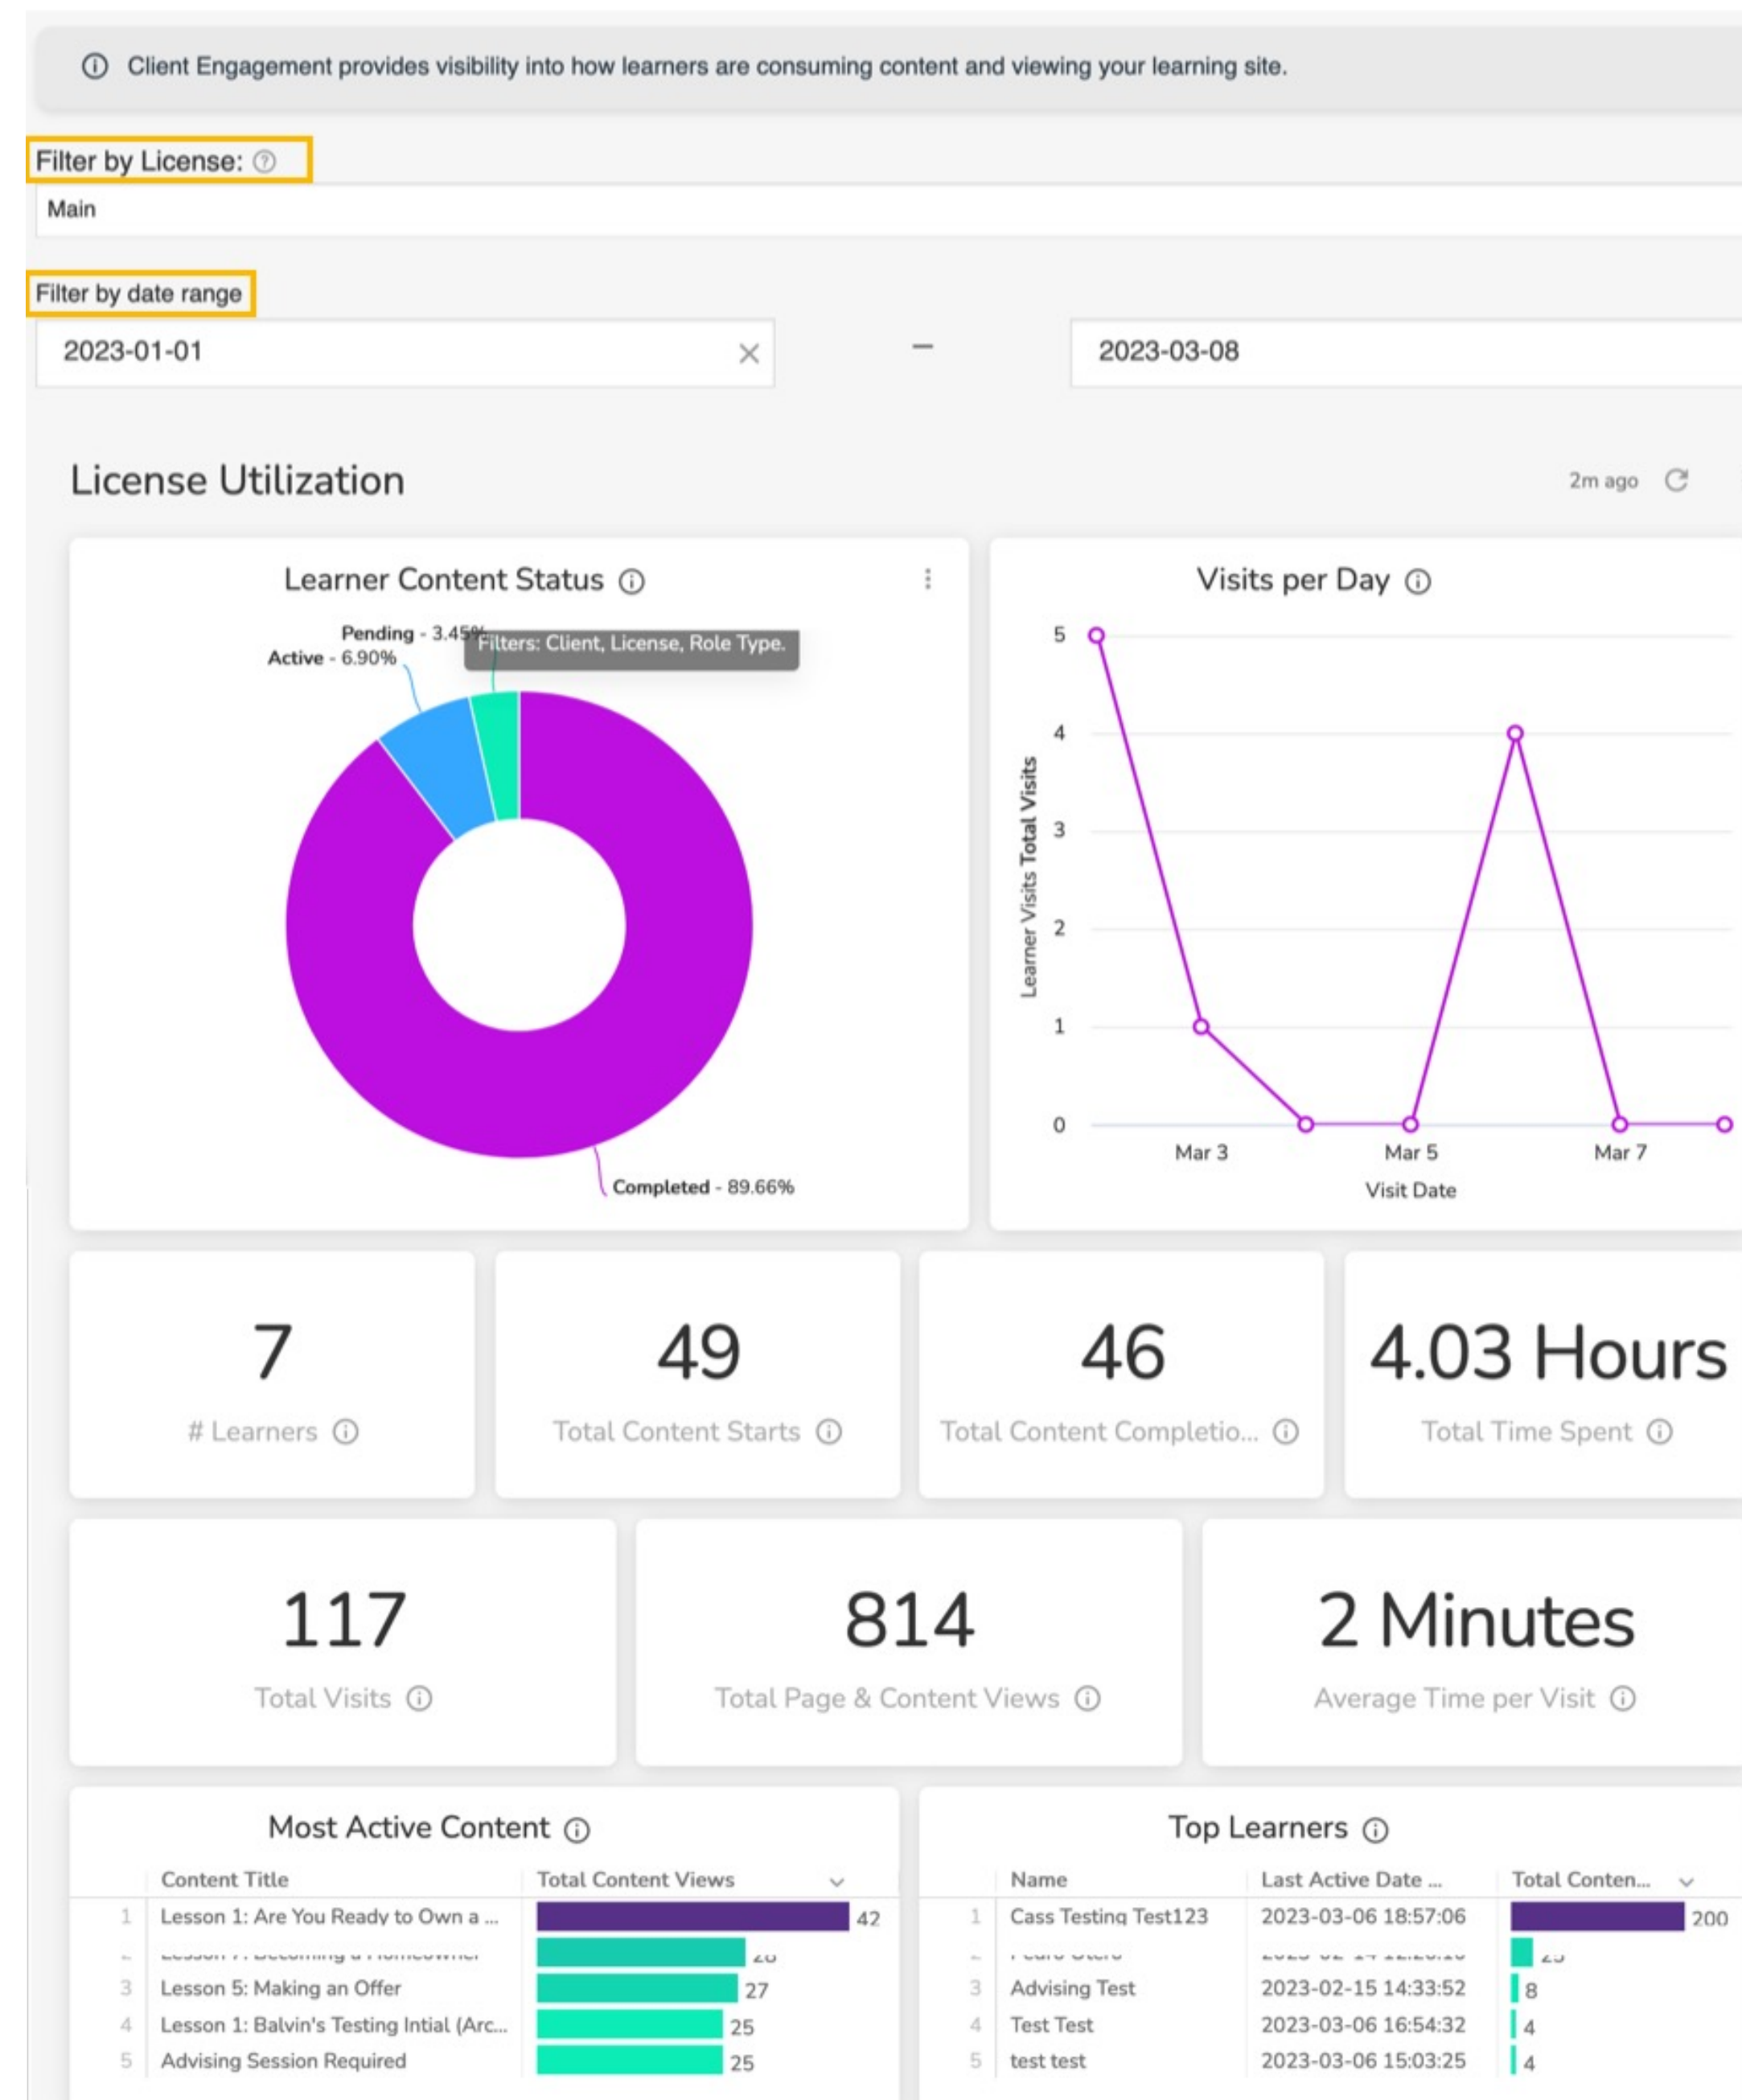 Client Engagement provides visibility into how learners are consuming content and viewing your learning site.
Filter by License:
Main
Filter by date range
2023-01-01
–
2023-03-08
License Utilization
2m ago
Learner Content Status
Pending - 3.45%
Filters: Client, License, Role Type.
Active - 6.90%
Completed - 89.66%
Visits per Day
5
4
3
2
1
0
Learner Visits Total Visits
Mar 3
Mar 5
Mar 7
Visit Date
7
# Learners
49
Total Content Starts
46
Total Content Completio...
4.03 Hours
Total Time Spent
117
Total Visits
814
Total Page & Content Views
2 Minutes
Average Time per Visit
Most Active Content
Content Title Total Content Views
1 Lesson 1: Are You Ready to Own a ... 42
3 Lesson 5: Making an Offer 27
4 Lesson 1: Balvin's Testing Intial (Arc... 25
5 Advising Session Required 25
Top Learners
Name Last Active Date ... Total Conten...
1 Cass Testing Test123 2023-03-06 18:57:06 200
3 Advising Test 2023-02-15 14:33:52 8
4 Test Test 2023-03-06 16:54:32 4
5 test test 2023-03-06 15:03:25 4